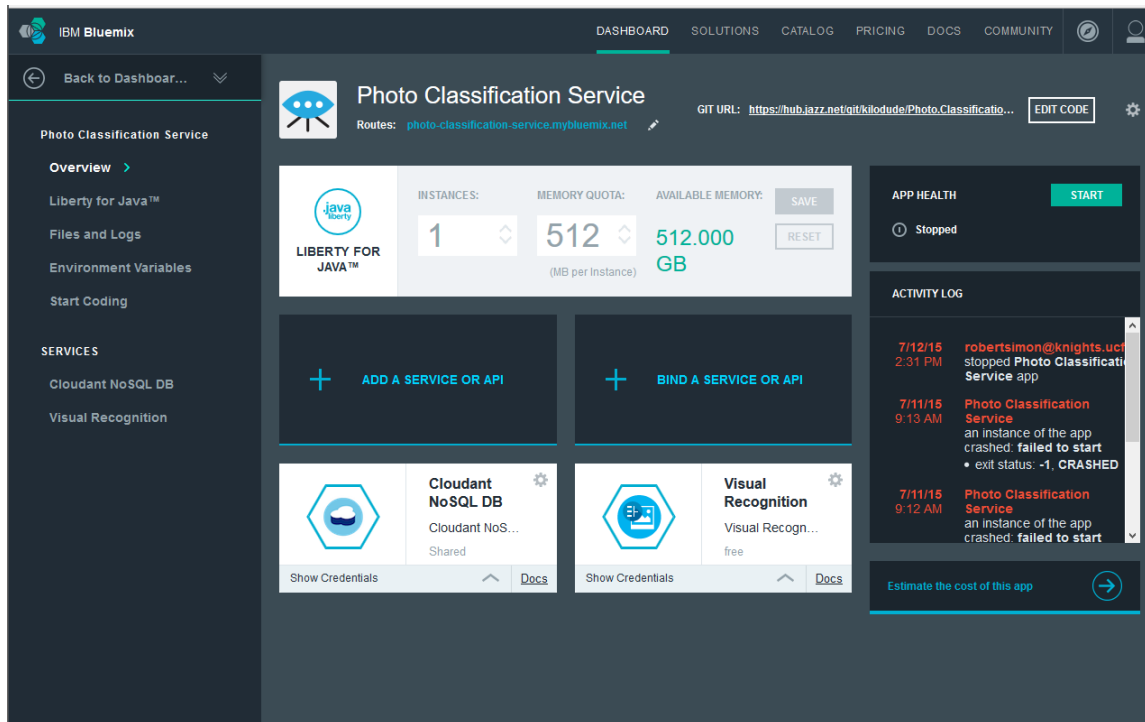 IBM Bluemix
DASHBOARD SOLUTIONS CATALOG PRICING DOCS COMMUNITY
Back to Dashboar...
Photo Classification Service
Overview >
Liberty for Java™
Files and Logs
Environment Variables
Start Coding
SERVICES
Cloudant NoSQL DB
Visual Recognition
Photo Classification Service
Routes: photo-classification-service.mybluemix.net
GIT URL: https://hub.jazz.net/git/kilodude/Photo.Classificatio...
EDIT CODE
java
liberty
LIBERTY FOR
JAVA™
INSTANCES:
1
MEMORY QUOTA:
512
(MB per Instance)
AVAILABLE MEMORY:
512.000
GB
SAVE
RESET
APP HEALTH
START
Stopped
ACTIVITY LOG
7/12/15 robertsimon@knights.ucf
2:31 PM stopped Photo Classificati
Service app
7/11/15 Photo Classification
9:13 AM Service
an instance of the app
crashed: failed to start
• exit status: -1, CRASHED
7/11/15 Photo Classification
9:12 AM Service
an instance of the app
crashed: failed to start
ADD A SERVICE OR API
BIND A SERVICE OR API
Cloudant
NoSQL DB
Cloudant NoS...
Shared
Show Credentials
Docs
Visual
Recognition
Visual Recogn...
free
Show Credentials
Docs
Estimate the cost of this app